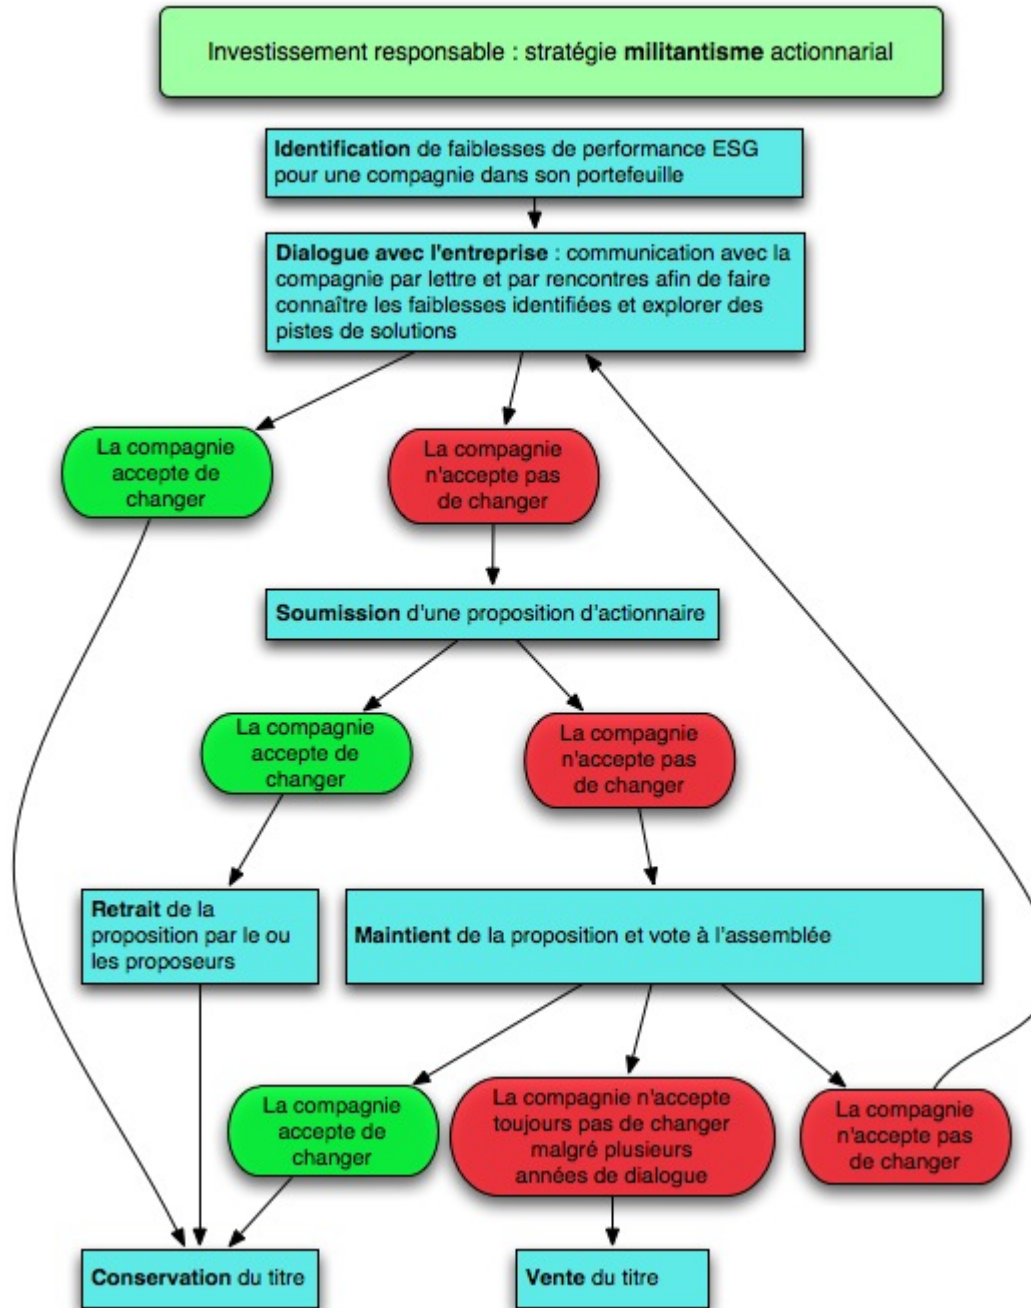 Investissement responsable : stratégie militantisme actionnarial
Identification de faiblesses de performance ESG
pour une compagnie dans son portefeuille
Dialogue avec l'entreprise : communication avec la
compagnie par lettre et par rencontres afin de faire
connaître les faiblesses identifiées et explorer des
pistes de solutions
La compagnie
accepte de
changer
La compagnie
n'accepte pas
de changer
Soumission d'une proposition d'actionnaire
La compagnie
accepte de
changer
La compagnie
n'accepte pas
de changer
Retrait de la
proposition par le ou
les proposeurs
Maintient de la proposition et vote à l'assemblée
La compagnie
accepte de
changer
La compagnie n'accepte
toujours pas de changer
malgré plusieurs
années de dialogue
La compagnie
n'accepte pas
de changer
Conservation du titre
Vente du titre